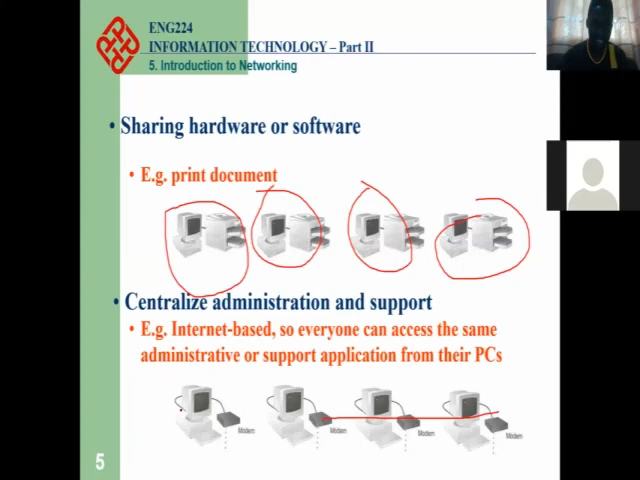 ENG224
INFORMATION TECHNOLOGY – Part II
5. Introduction to Networking
• Sharing hardware or software
• E.g. print document
• Centralize administration and support
• E.g. Internet-based, so everyone can access the same
administrative or support application from their PCs
Modem
Modem
Modem
Modem
5